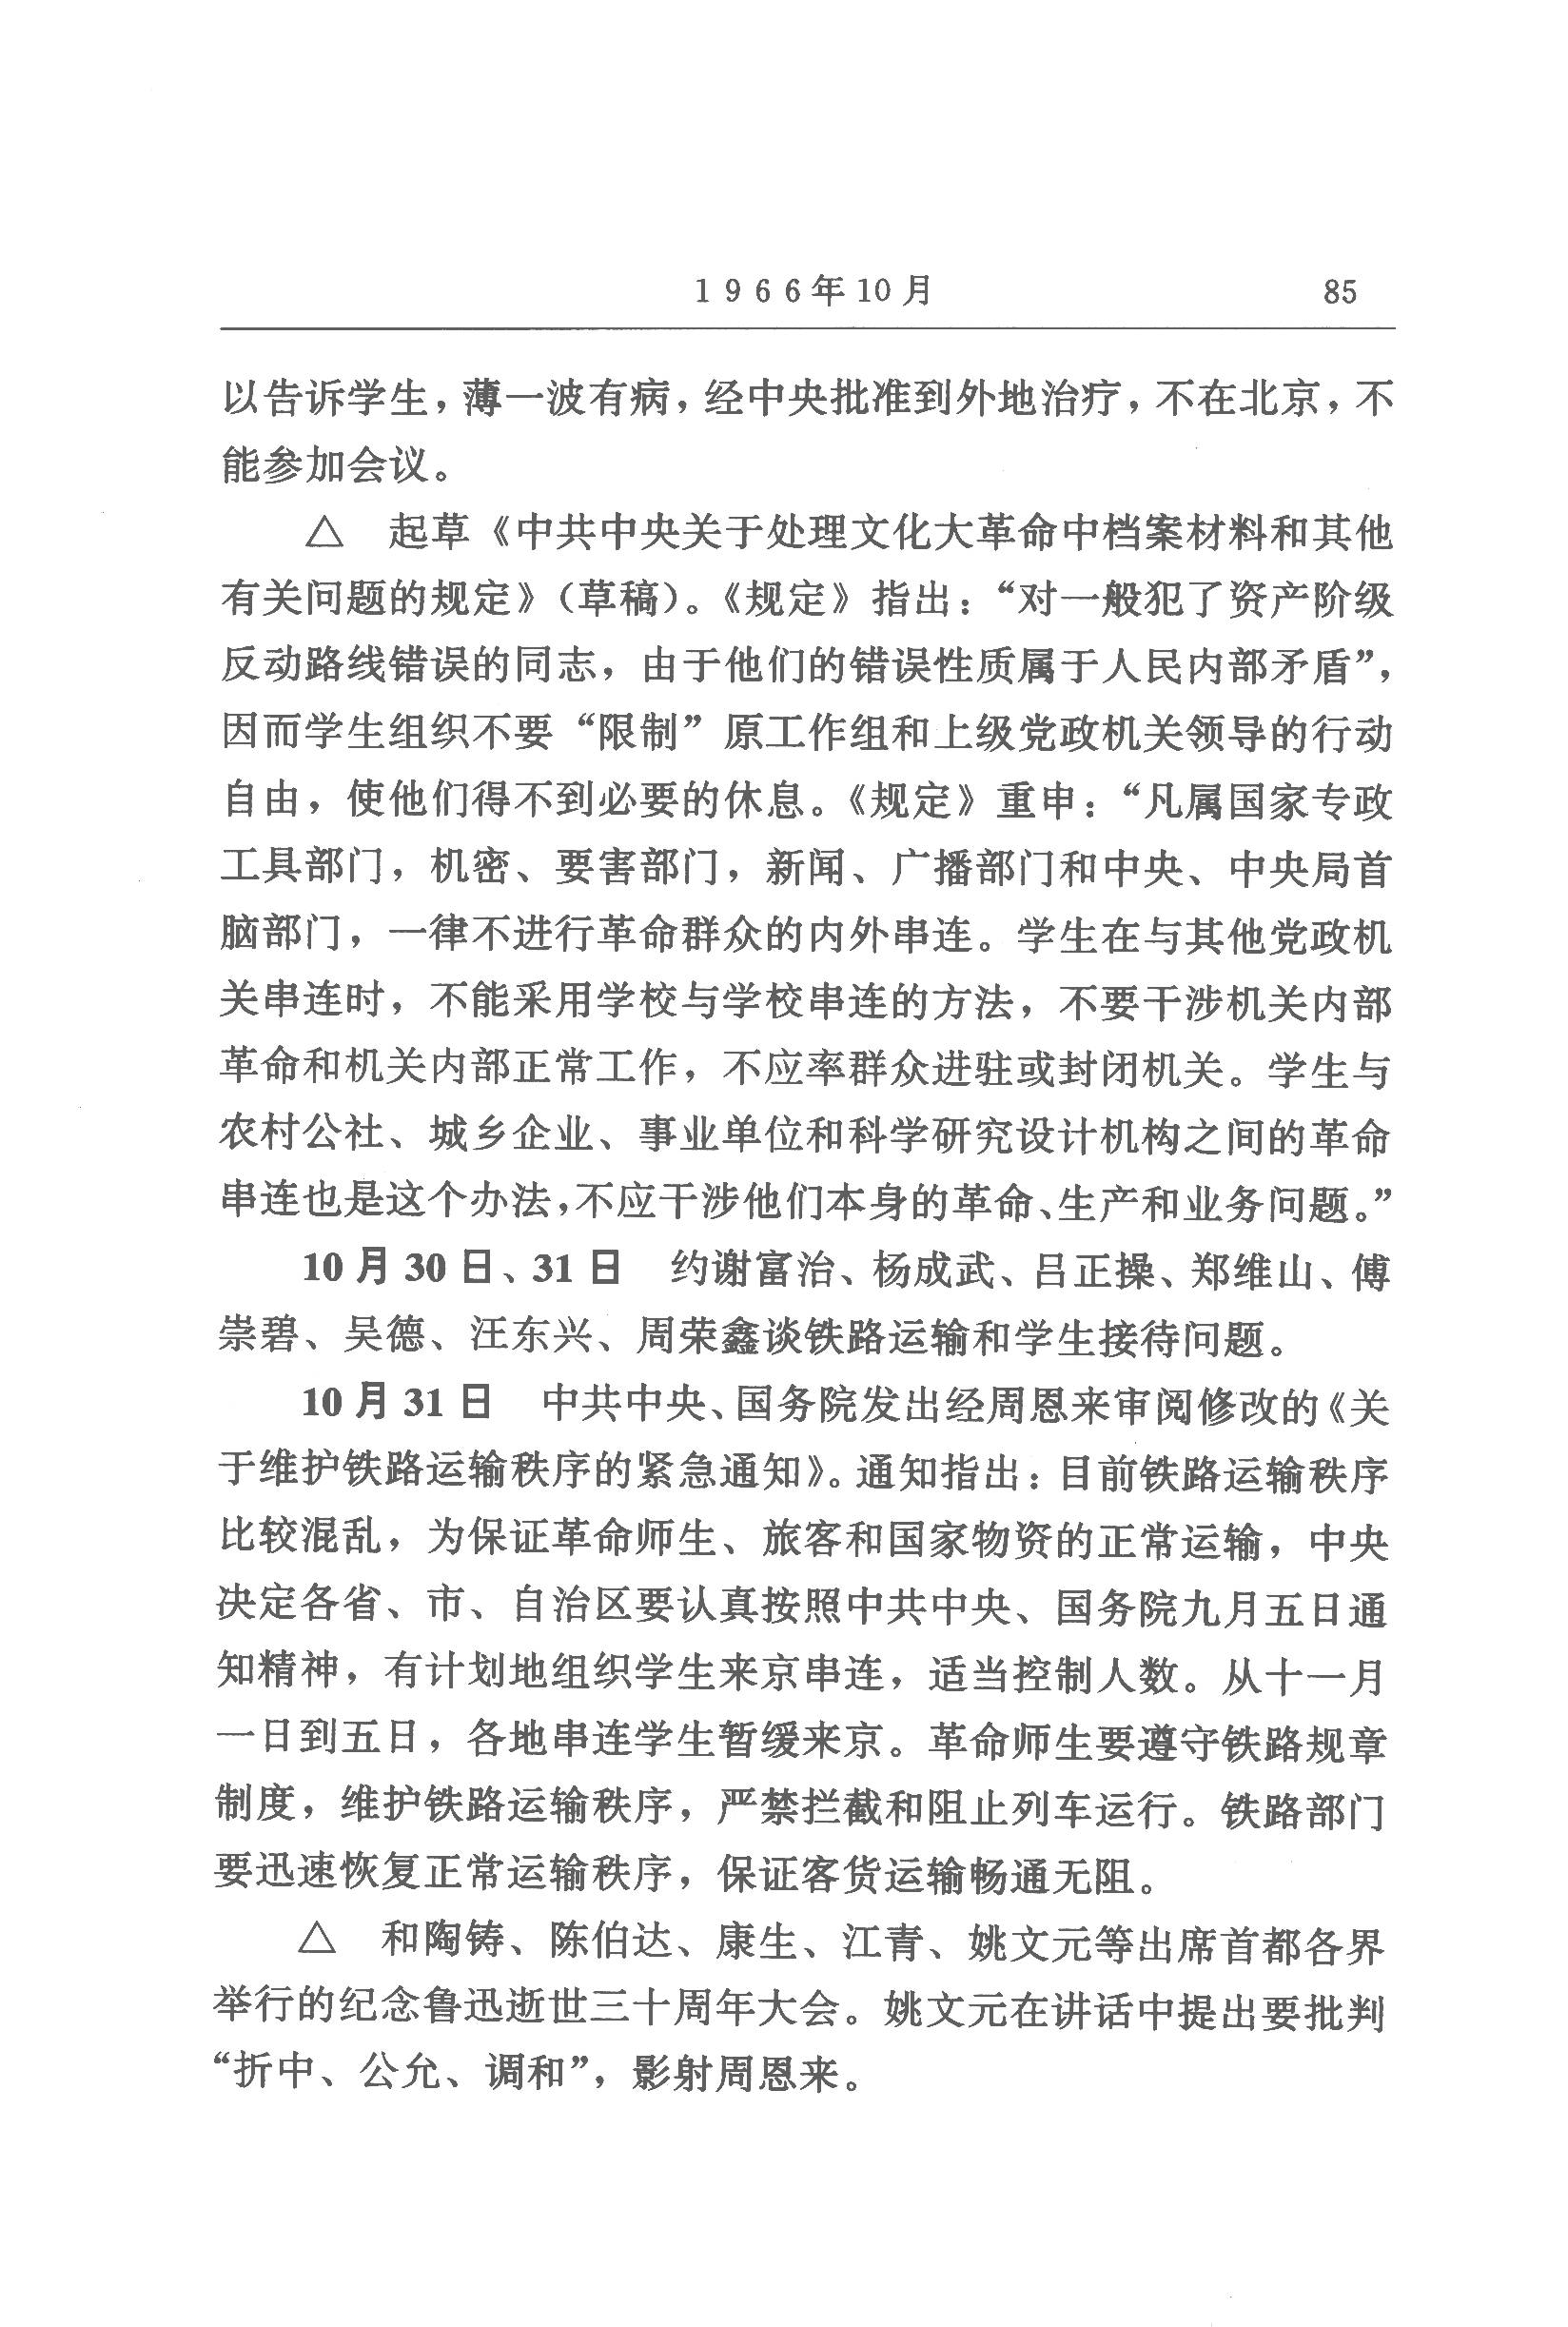 1966年10月 85
以告诉学生，薄一波有病，经中央批准到外地治疗，不在北京，不
能参加会议。
△ 起草《中共中央关于处理文化大革命中档案材料和其他
有关问题的规定》（草稿）。《规定》指出：“对一般犯了资产阶级
反动路线错误的同志，由于他们的错误性质属于人民内部矛盾”，
因而学生组织不要“限制”原工作组和上级党政机关领导的行动
自由，使他们得不到必要的休息。《规定》重申：“凡属国家专政
工具部门，机密、要害部门，新闻、广播部门和中央、中央局首
脑部门，一律不进行革命群众的内外串连。学生在与其他党政机
关串连时，不能采用学校与学校串连的方法，不要干涉机关内部
革命和机关内部正常工作，不应率群众进驻或封闭机关。学生与
农村公社、城乡企业、事业单位和科学研究设计机构之间的革命
串连也是这个办法，不应干涉他们本身的革命、生产和业务问题。”
10月30日、31日 约谢富治、杨成武、吕正操、郑维山、傅
崇碧、吴德、汪东兴、周荣鑫谈铁路运输和学生接待问题。
10月31日 中共中央、国务院发出经周恩来审阅修改的《关
于维护铁路运输秩序的紧急通知》。通知指出：目前铁路运输秩序
比较混乱，为保证革命师生、旅客和国家物资的正常运输，中央
决定各省、市、自治区要认真按照中共中央、国务院九月五日通
知精神，有计划地组织学生来京串连，适当控制人数。从十一月
一日到五日，各地串连学生暂缓来京。革命师生要遵守铁路规章
制度，维护铁路运输秩序，严禁拦截和阻止列车运行。铁路部门
要迅速恢复正常运输秩序，保证客货运输畅通无阻。
△ 和陶铸、陈伯达、康生、江青、姚文元等出席首都各界
举行的纪念鲁迅逝世三十周年大会。姚文元在讲话中提出要批判
“折中、公允、调和”，影射周恩来。